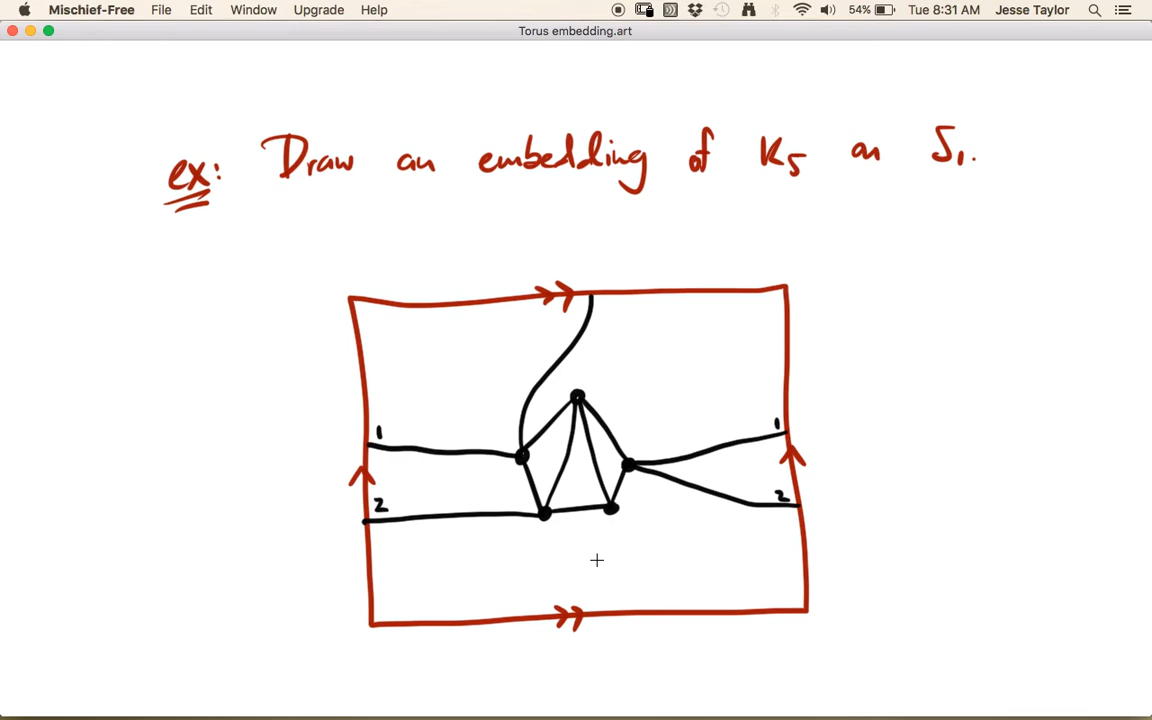 Mischief-Free File Edit Window Upgrade Help 54% Tue 8:31 AM Jesse Taylor
Torus embedding.art
ex: Draw an embedding of K5 on S1.
1 1
2 2